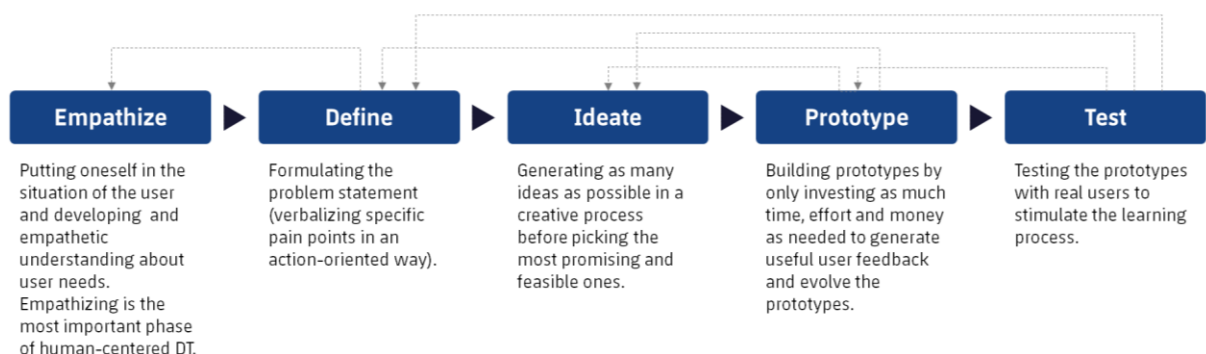 Empathize
Define
Ideate
Prototype
Test
Putting oneself in the
situation of the user
and developing and
empathetic
understanding about
user needs.
Empathizing is the
most important phase
of human-centered DT.
Formulating the
problem statement
(verbalizing specific
pain points in an
action-oriented way).
Generating as many
ideas as possible in a
creative process
before picking the
most promising and
feasible ones.
Building prototypes by
only investing as much
time, effort and money
as needed to generate
useful user feedback
and evolve the
prototypes.
Testing the prototypes
with real users to
stimulate the learning
process.